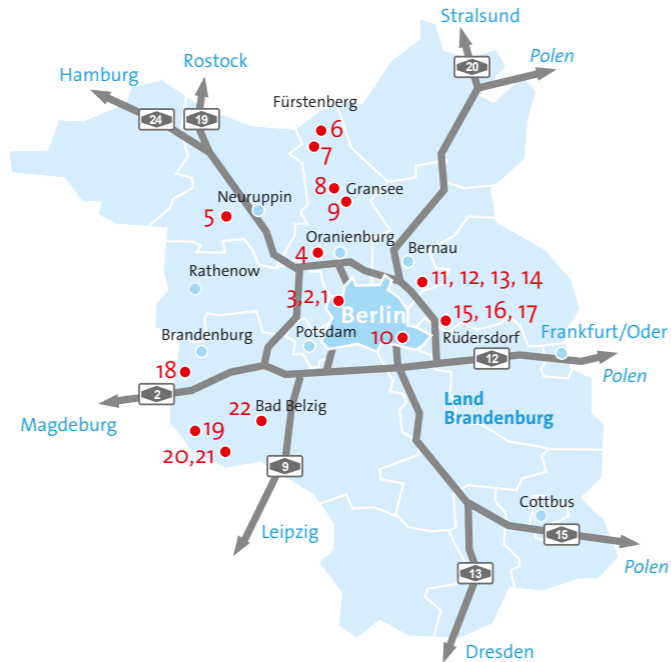 Stralsund
20
Polen
Rostock
Hamburg
24
19
Fürstenberg
6
7
8
Gransee
9
Neuruppin
5
Oranienburg
4
Bernau
11, 12, 13, 14
Rathenow
3,2,1
Berlin
15, 16, 17
Brandenburg
Potsdam
10
Rüdersdorf
Frankfurt/Oder
12
Polen
18
2
Magdeburg
Land
Brandenburg
22
Bad Belzig
19
20,21
9
Leipzig
Cottbus
15
Polen
13
Dresden